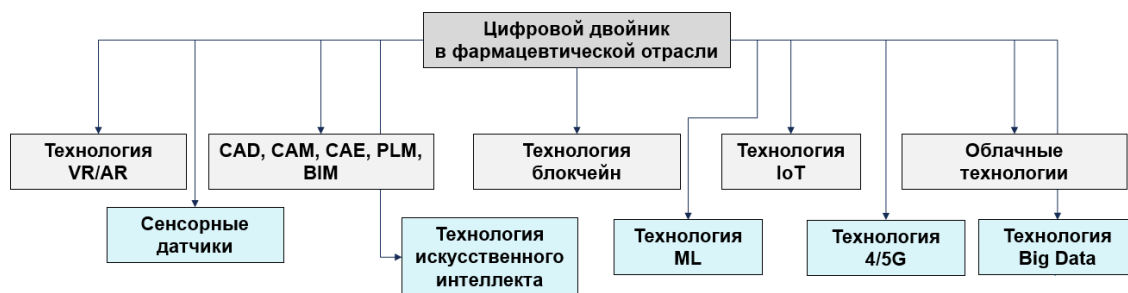 Цифровой двойник
в фармацевтической отрасли
Технология
VR/AR
CAD, CAM, CAE, PLM,
BIM
Технология
блокчейн
Технология
IoT
Облачные
технологии
Сенсорные
датчики
Технология
искусственного
интеллекта
Технология
ML
Технология
4/5G
Технология
Big Data